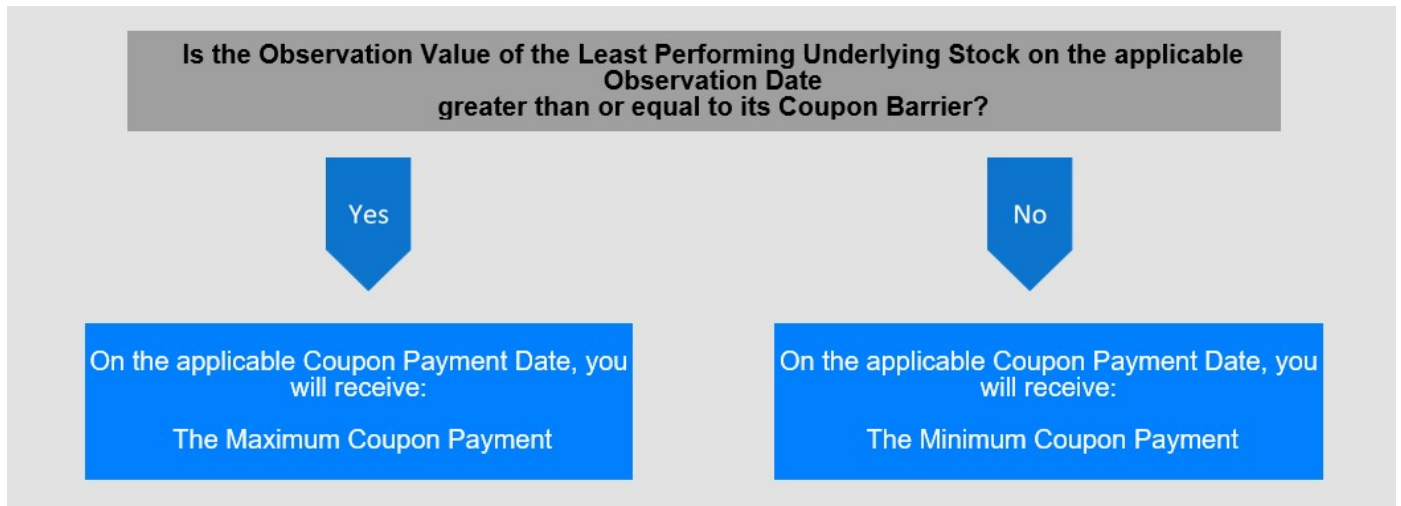 Is the Observation Value of the Least Performing Underlying Stock on the applicable
Observation Date
greater than or equal to its Coupon Barrier?
Yes
No
On the applicable Coupon Payment Date, you
will receive:
The Maximum Coupon Payment
On the applicable Coupon Payment Date, you
will receive:
The Minimum Coupon Payment